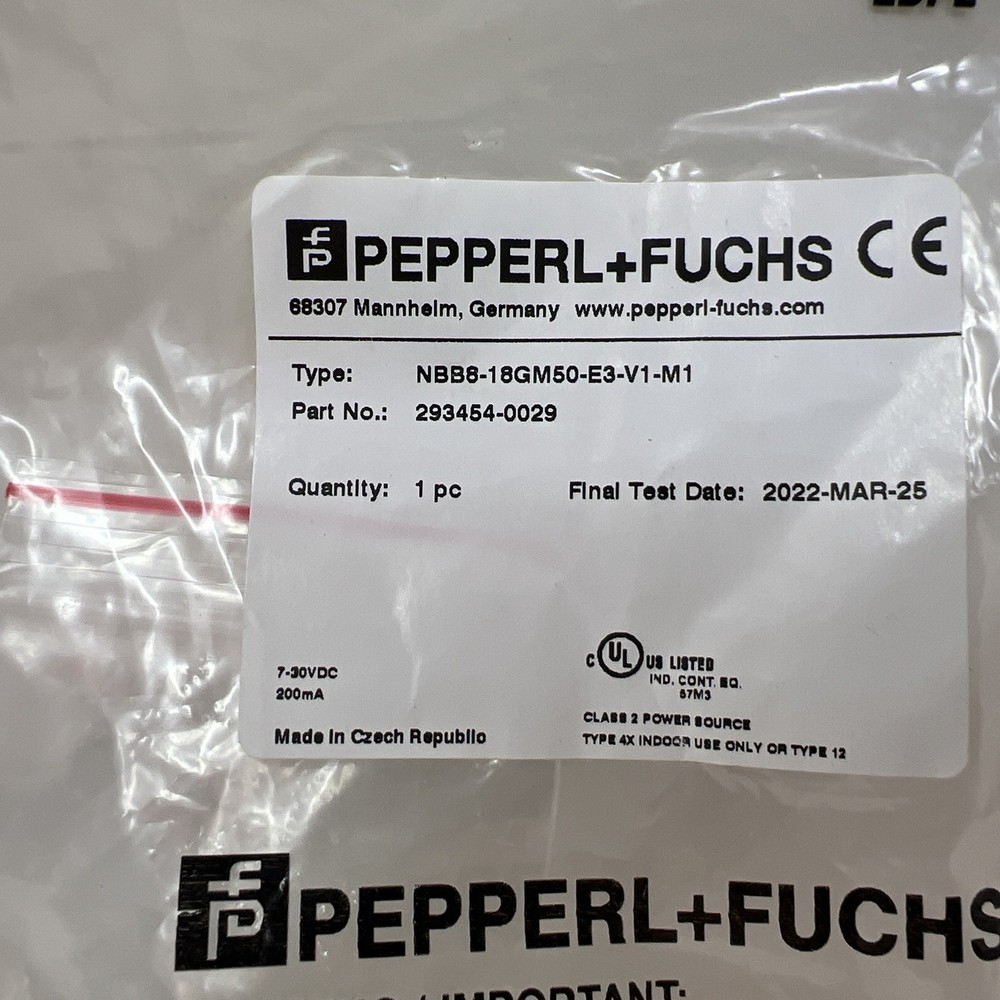 PEPPERL+FUCHS CE
68307 Mannheim, Germany www.pepperl-fuchs.com
Type: NBB8-18GM50-E3-V1-M1
Part No.: 293454-0029
Quantity: 1 pc Final Test Date: 2022-MAR-25
7-30VDC
200mA
Made in Czech Republic
C UL US LISTED
IND. CONT. EQ.
67M3
CLASS 2 POWER SOURCE
TYPE 4X INDOOR USE ONLY OR TYPE 12
PEPPERL+FUCHS
/ IMPORTANT: